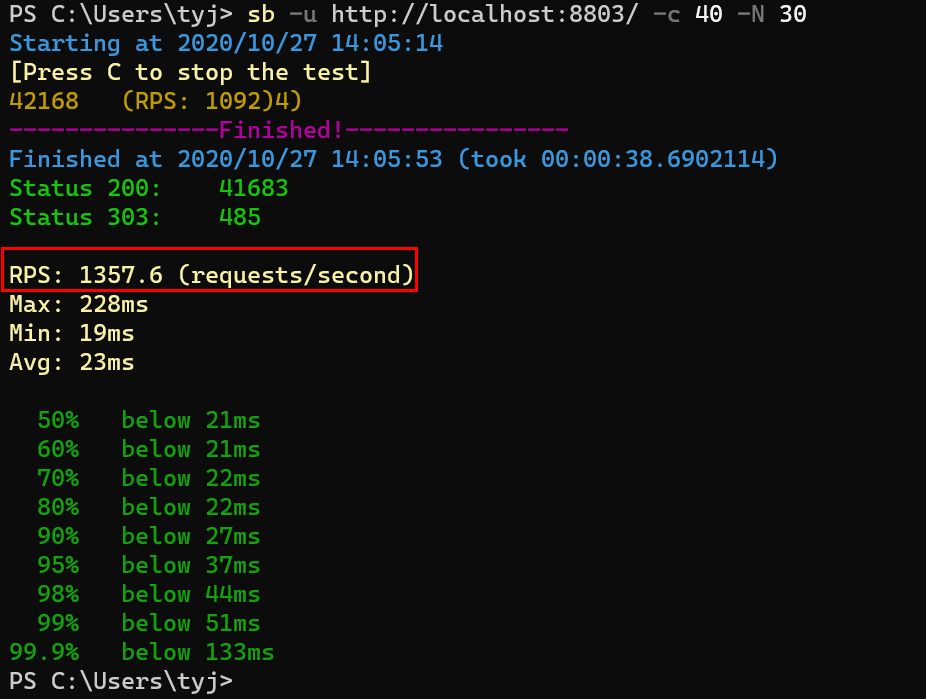 PS C:\Users\tyj> sb -u http://localhost:8803/ -c 40 -N 30
Starting at 2020/10/27 14:05:14
[Press C to stop the test]
42168   (RPS: 1092)4)
---------------Finished!----------------
Finished at 2020/10/27 14:05:53 (took 00:00:38.6902114)
Status 200:    41683
Status 303:    485
RPS: 1357.6 (requests/second)
Max: 228ms
Min: 19ms
Avg: 23ms
50%   below 21ms
60%   below 21ms
70%   below 22ms
80%   below 22ms
90%   below 27ms
95%   below 37ms
98%   below 44ms
99%   below 51ms
99.9%   below 133ms
PS C:\Users\tyj>